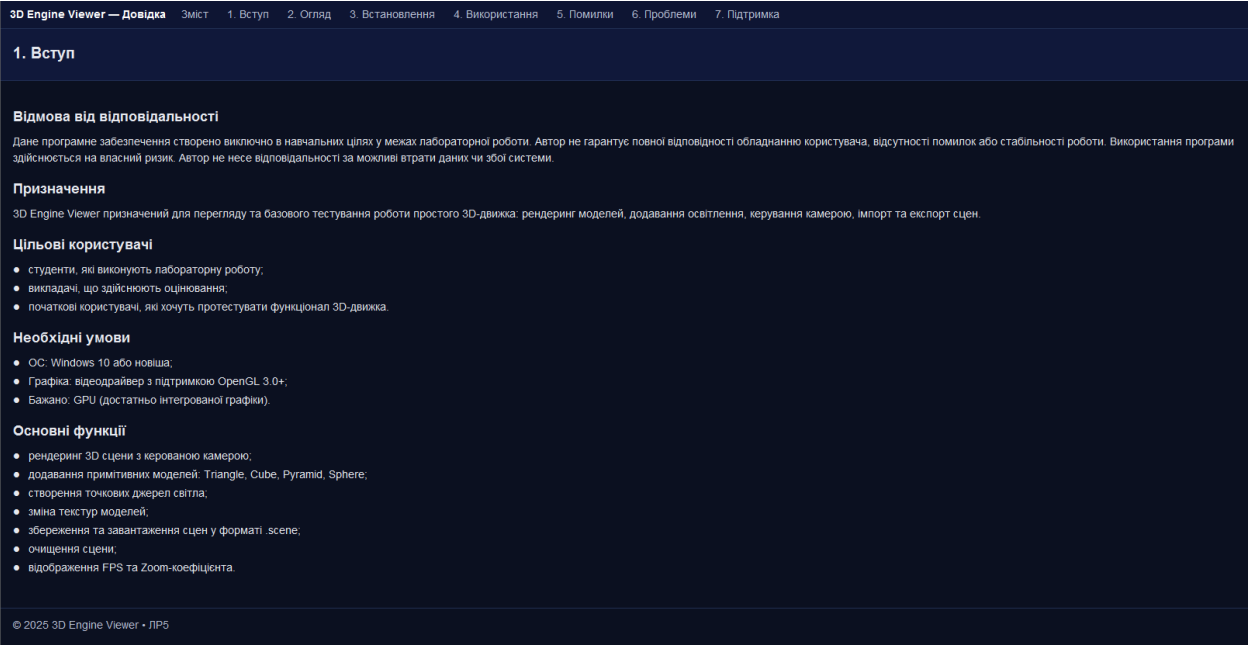 3D Engine Viewer — Довідка Зміст 1. Вступ 2. Огляд 3. Встановлення 4. Використання 5. Помилки 6. Проблеми 7. Підтримка
1. Вступ
Відмова від відповідальності
Дане програмне забезпечення створено виключно в навчальних цілях у межах лабораторної роботи. Автор не гарантує повної відповідності обладнанню користувача, відсутності помилок або стабільності роботи. Використання програми
здійснюється на власний ризик. Автор не несе відповідальності за можливі втрати даних чи збої системи.
Призначення
3D Engine Viewer призначений для перегляду та базового тестування роботи простого 3D-движка: рендеринг моделей, додавання освітлення, керування камерою, імпорт та експорт сцен.
Цільові користувачі
● студенти, які виконують лабораторну роботу;
● викладачі, що здійснюють оцінювання;
● початкові користувачі, які хочуть протестувати функціонал 3D-движка.
Необхідні умови
● ОС: Windows 10 або новіша;
● Графіка: відеодрайвер з підтримкою OpenGL 3.0+;
● Бажано: GPU (достатньо інтегрованої графіки).
Основні функції
● рендеринг 3D сцени з керованою камерою;
● додавання примітивних моделей: Triangle, Cube, Pyramid, Sphere;
● створення точкових джерел світла;
● зміна текстур моделей;
● збереження та завантаження сцен у форматі .scene;
● очищення сцени;
● відображення FPS та Zoom-коефіцієнта.
© 2025 3D Engine Viewer • ЛР5